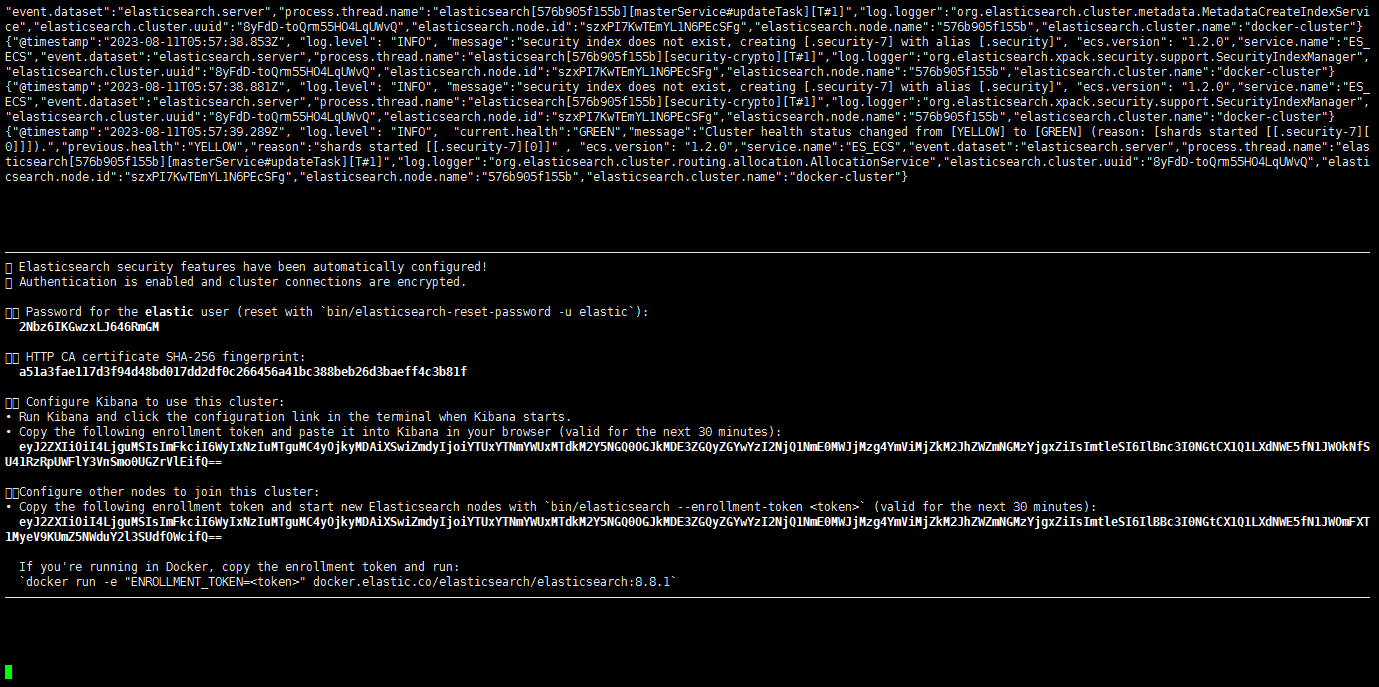 "event.dataset":"elasticsearch.server","process.thread.name":"elasticsearch[576b905f155b][masterService#updateTask][T#1]","log.logger":"org.elasticsearch.cluster.metadata.MetadataCreateIndexServi
ce","elasticsearch.cluster.uuid":"8yFdD-toQrm55HO4LqUWvQ","elasticsearch.node.id":"szxPI7KwTEmYL1N6PEcSFg","elasticsearch.node.name":"576b905f155b","elasticsearch.cluster.name":"docker-cluster"}
{"@timestamp":"2023-08-11T05:57:38.853Z", "log.level": "INFO", "message":"security index does not exist, creating [.security-7] with alias [.security]", "ecs.version": "1.2.0","service.name":"ES_
ECS","event.dataset":"elasticsearch.server","process.thread.name":"elasticsearch[576b905f155b][security-crypto][T#1]","log.logger":"org.elasticsearch.xpack.security.support.SecurityIndexManager",
"elasticsearch.cluster.uuid":"8yFdD-toQrm55HO4LqUWvQ","elasticsearch.node.id":"szxPI7KwTEmYL1N6PEcSFg","elasticsearch.node.name":"576b905f155b","elasticsearch.cluster.name":"docker-cluster"}
{"@timestamp":"2023-08-11T05:57:38.881Z", "log.level": "INFO", "message":"security index does not exist, creating [.security-7] with alias [.security]", "ecs.version": "1.2.0","service.name":"ES_
ECS","event.dataset":"elasticsearch.server","process.thread.name":"elasticsearch[576b905f155b][security-crypto][T#1]","log.logger":"org.elasticsearch.xpack.security.support.SecurityIndexManager",
"elasticsearch.cluster.uuid":"8yFdD-toQrm55HO4LqUWvQ","elasticsearch.node.id":"szxPI7KwTEmYL1N6PEcSFg","elasticsearch.node.name":"576b905f155b","elasticsearch.cluster.name":"docker-cluster"}
{"@timestamp":"2023-08-11T05:57:39.289Z", "log.level": "INFO",  "current.health":"GREEN","message":"Cluster health status changed from [YELLOW] to [GREEN] (reason: [shards started [[.security-7][
0]]]).","previous.health":"YELLOW","reason":"shards started [[.security-7][0]]" , "ecs.version": "1.2.0","service.name":"ES_ECS","event.dataset":"elasticsearch.server","process.thread.name":"elas
ticsearch[576b905f155b][masterService#updateTask][T#1]","log.logger":"org.elasticsearch.cluster.routing.allocation.AllocationService","elasticsearch.cluster.uuid":"8yFdD-toQrm55HO4LqUWvQ","elasti
csearch.node.id":"szxPI7KwTEmYL1N6PEcSFg","elasticsearch.node.name":"576b905f155b","elasticsearch.cluster.name":"docker-cluster"}
Elasticsearch security features have been automatically configured!
Authentication is enabled and cluster connections are encrypted.
Password for the elastic user (reset with `bin/elasticsearch-reset-password -u elastic`):
2Nbz6IKGwzxLJ646RmGM
HTTP CA certificate SHA-256 fingerprint:
a51a3fae117d3f94d48bd017dd2df0c266456a41bc388beb26d3baeff4c3b81f
Configure Kibana to use this cluster:
• Run Kibana and click the configuration link in the terminal when Kibana starts.
• Copy the following enrollment token and paste it into Kibana in your browser (valid for the next 30 minutes):
eyJ2ZXIiOiI4LjguMSIsImFkciI6WyIxNzIuMTguMC4yOjkyMDAiXSwiZmdyIjoiYTUxYTNmYWUxMTdkM2Y5NGQ0OGJkMDE3ZGQyZGYwYzI2NjQ1NmE0MWJjMzg4YmViMjZkM2JhZWZmNGMzYjgxZiIsImtleSI6IlBnc3I0NGtCX1Q1LXdNWE5fN1JWOkNfS
U41RzRpUWFlY3VnSmo0UGZrVlEifQ==
Configure other nodes to join this cluster:
• Copy the following enrollment token and start new Elasticsearch nodes with `bin/elasticsearch --enrollment-token <token>` (valid for the next 30 minutes):
eyJ2ZXIiOiI4LjguMSIsImFkciI6WyIxNzIuMTguMC4yOjkyMDAiXSwiZmdyIjoiYTUxYTNmYWUxMTdkM2Y5NGQ0OGJkMDE3ZGQyZGYwYzI2NjQ1NmE0MWJjMzg4YmViMjZkM2JhZWZmNGMzYjgxZiIsImtleSI6IlBBc3I0NGtCX1Q1LXdNWE5fN1JWOmFXT
1MyeV9KUmZ5NWduY2l3SUdfOWcifQ==
If you're running in Docker, copy the enrollment token and run:
`docker run -e "ENROLLMENT_TOKEN=<token>" docker.elastic.co/elasticsearch/elasticsearch:8.8.1`